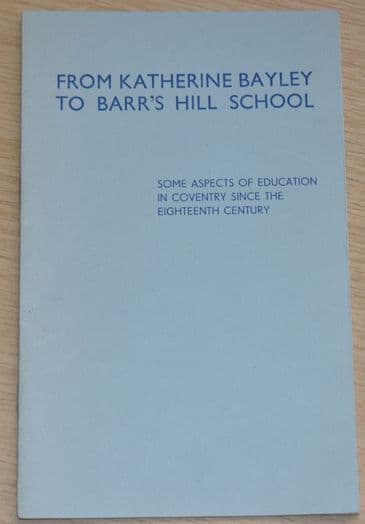 FROM KATHERINE BAYLEY
TO BARR'S HILL SCHOOL
SOME ASPECTS OF EDUCATION
IN COVENTRY SINCE THE
EIGHTEENTH CENTURY